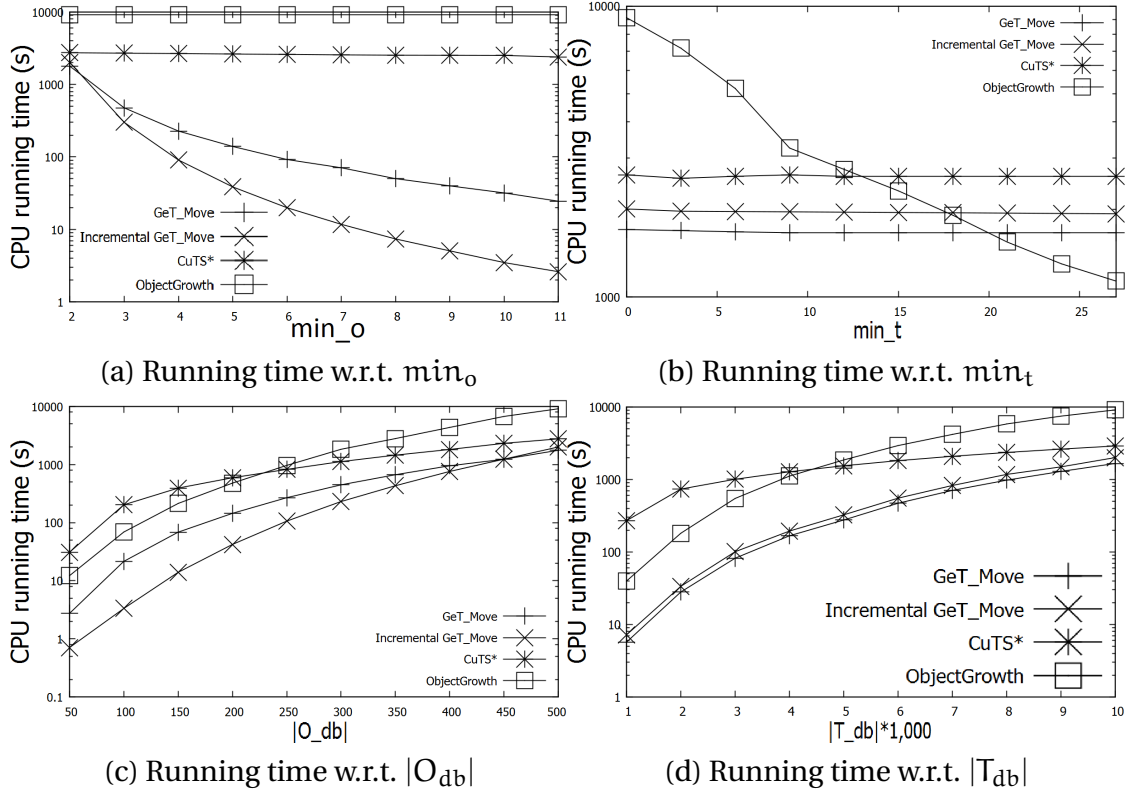 CPU running time (s)
10000
1000
100
10
1
2 3 4 5 6 7 8 9 10 11
min_o
GeT_Move
Incremental GeT_Move
CuTS*
ObjectGrowth
(a) Running time w.r.t. minₒ
CPU running time (s)
10000
1000
0 5 10 15 20 25
min_t
GeT_Move
Incremental GeT_Move
CuTS*
ObjectGrowth
(b) Running time w.r.t. minₜ
CPU running time (s)
10000
1000
100
10
1
0.1
50 100 150 200 250 300 350 400 450 500
|O_db|
GeT_Move
Incremental GeT_Move
CuTS*
ObjectGrowth
(c) Running time w.r.t. |O_db|
CPU running time (s)
10000
1000
100
10
1
1 2 3 4 5 6 7 8 9 10
|T_db|*1,000
GeT_Move
Incremental GeT_Move
CuTS*
ObjectGrowth
(d) Running time w.r.t. |T_db|